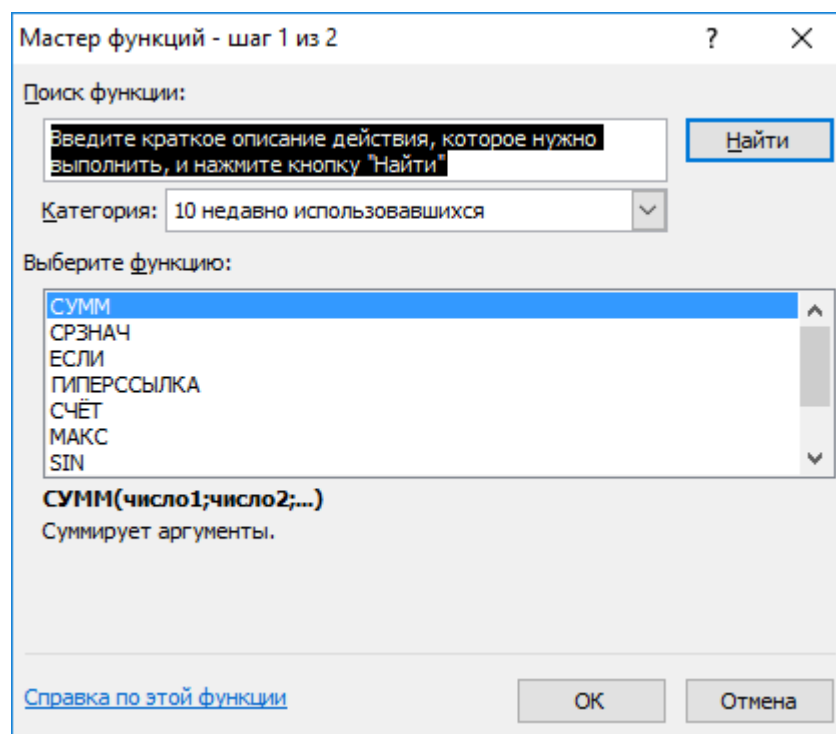 Мастер функций - шаг 1 из 2 ?
Поиск функции:
Введите краткое описание действия, которое нужно
выполнить, и нажмите кнопку "Найти"
Найти
Категория: 10 недавно использовавшихся
Выберите функцию:
СУММ
СРЗНАЧ
ЕСЛИ
ГИПЕРССЫЛКА
СЧЁТ
МАКС
SIN
СУММ(число1;число2;...)
Суммирует аргументы.
Справка по этой функции
ОК
Отмена